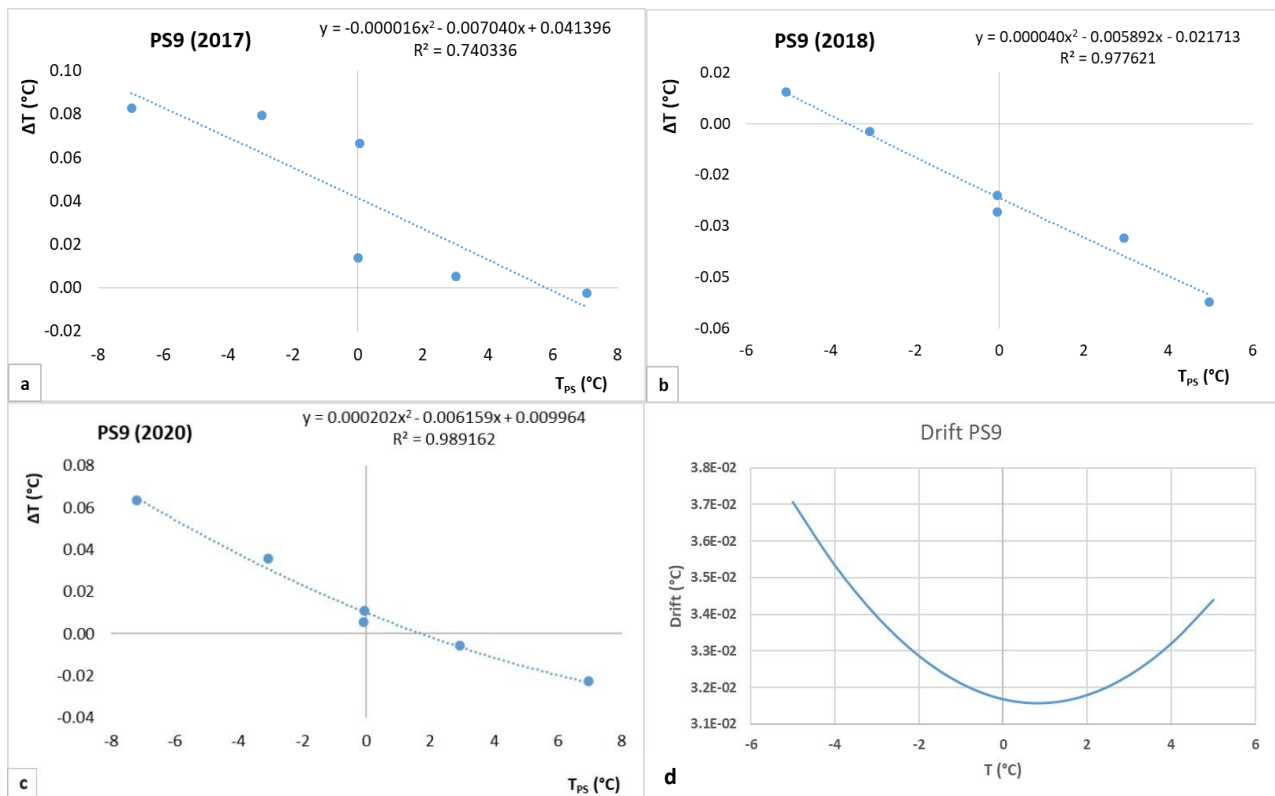 PS9 (2017)
y = -0.000016x² - 0.007040x + 0.041396
R² = 0.740336
ΔT (°C)
0.10
0.08
0.06
0.04
0.02
0.00
-0.02
-8 -6 -4 -2 0 2 4 6 8
T_PS (°C)
a
PS9 (2018)
y = 0.000040x² - 0.005892x - 0.021713
R² = 0.977621
ΔT (°C)
0.02
0.00
-0.02
-0.03
-0.05
-0.06
-6 -4 -2 0 2 4 6
T_PS (°C)
b
PS9 (2020)
y = 0.000202x² - 0.006159x + 0.009964
R² = 0.989162
ΔT (°C)
0.08
0.06
0.04
0.02
0.00
-0.02
-0.04
-8 -6 -4 -2 0 2 4 6 8
T_PS (°C)
c
Drift PS9
Drift (°C)
3.8E-02
3.7E-02
3.6E-02
3.5E-02
3.4E-02
3.3E-02
3.2E-02
3.1E-02
-6 -4 -2 0 2 4 6
T (°C)
d